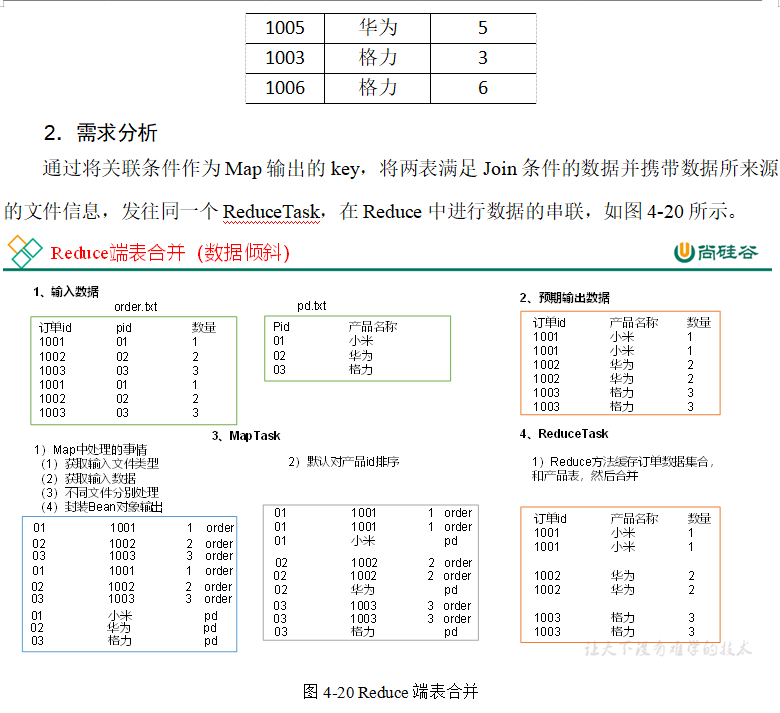 1005 华为 5
1003 格力 3
1006 格力 6
2．需求分析
通过将关联条件作为 Map 输出的 key，将两表满足 Join 条件的数据并携带数据所来源
的文件信息，发往同一个 ReduceTask，在 Reduce 中进行数据的串联，如图 4-20 所示。
Reduce端表合并（数据倾斜）
尚硅谷
1、输入数据
order.txt
订单id pid 数量
1001 01 1
1002 02 2
1003 03 3
1001 01 1
1002 02 2
1003 03 3
pd.txt
Pid 产品名称
01 小米
02 华为
03 格力
2、预期输出数据
订单id 产品名称 数量
1001 小米 1
1001 小米 1
1002 华为 2
1002 华为 2
1003 格力 3
1003 格力 3
3、MapTask
1）Map中处理的事情
（1）获取输入文件类型
（2）获取输入数据
（3）不同文件分别处理
（4）封装Bean对象输出
01 1001 1 order
02 1002 2 order
03 1003 3 order
01 1001 1 order
02 1002 2 order
03 1003 3 order
01 小米 pd
02 华为 pd
03 格力 pd
2）默认对产品id排序
01 1001 1 order
01 1001 1 order
01 小米 pd
02 1002 2 order
02 1002 2 order
02 华为 pd
03 1003 3 order
03 1003 3 order
03 格力 pd
4、ReduceTask
1）Reduce方法缓存订单数据集合，
和产品表，然后合并
订单id 产品名称 数量
1001 小米 1
1001 小米 1
1002 华为 2
1002 华为 2
1003 格力 3
1003 格力 3
让天下没有难学的技术
图 4-20 Reduce 端表合并